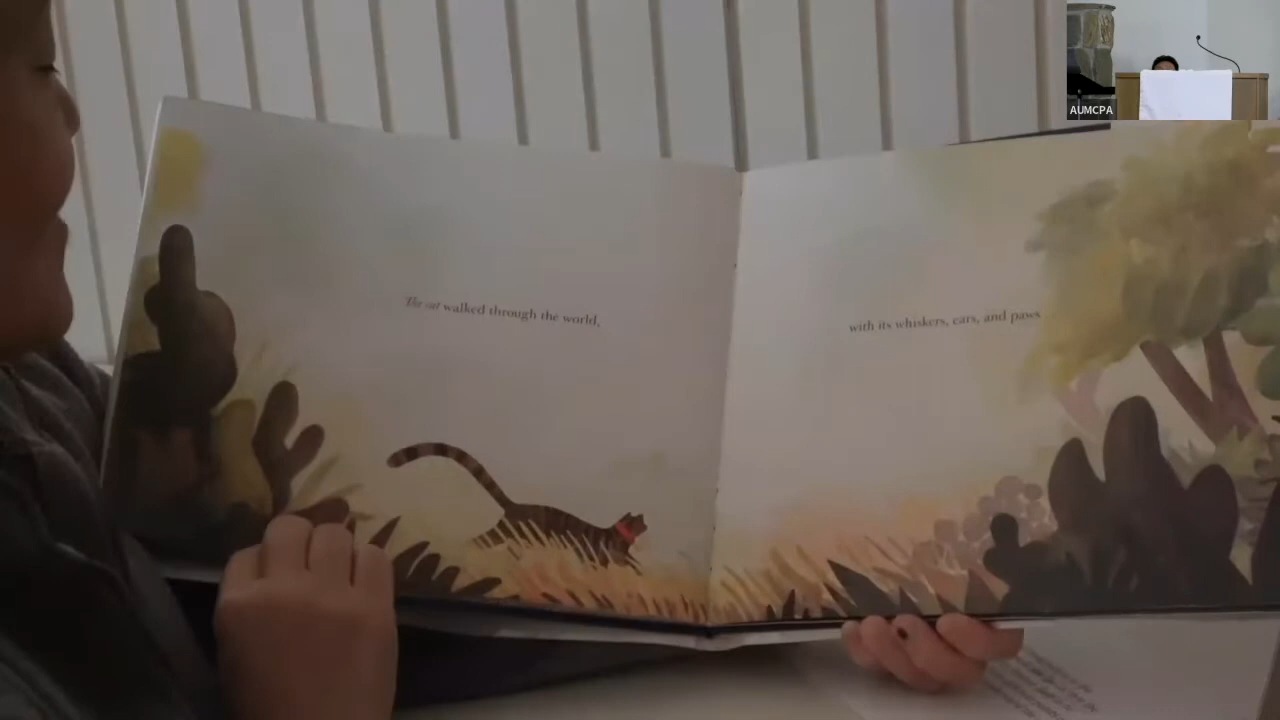 The cat walked through the world,
with its whiskers, ears, and paws
AUMCPA